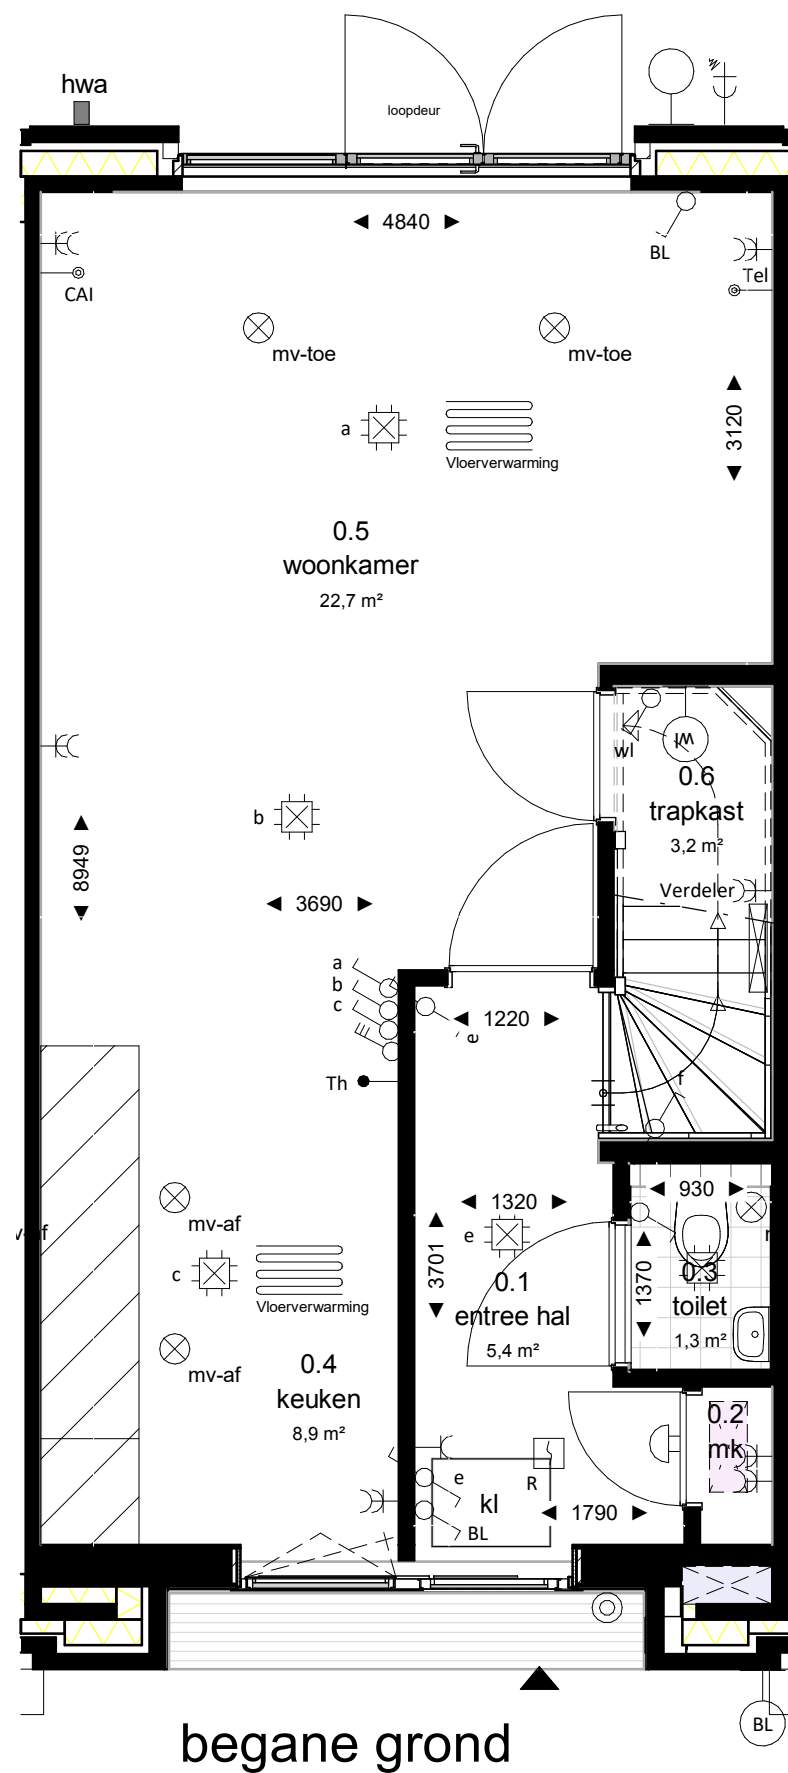 hwa
loopdeur
4840
BL
Tel
CAI
mv-toe
mv-toe
a
3120
Vloerverwarming
0.5
woonkamer
22,7 m²
wl
wl
0.6
trapkast
3,2 m²
b
8949
3690
Verdeler
a
b
c
1220
e
Th
f
930
mv-af
1320
mv-af
e
3701
1370
c
0.1
0.3
entree hal
toilet
5,4 m²
1,3 m²
Vloerverwarming
mv-af
0.4
keuken
8,9 m²
0.2
mk
e
R
kl
1790
BL
BL
begane grond